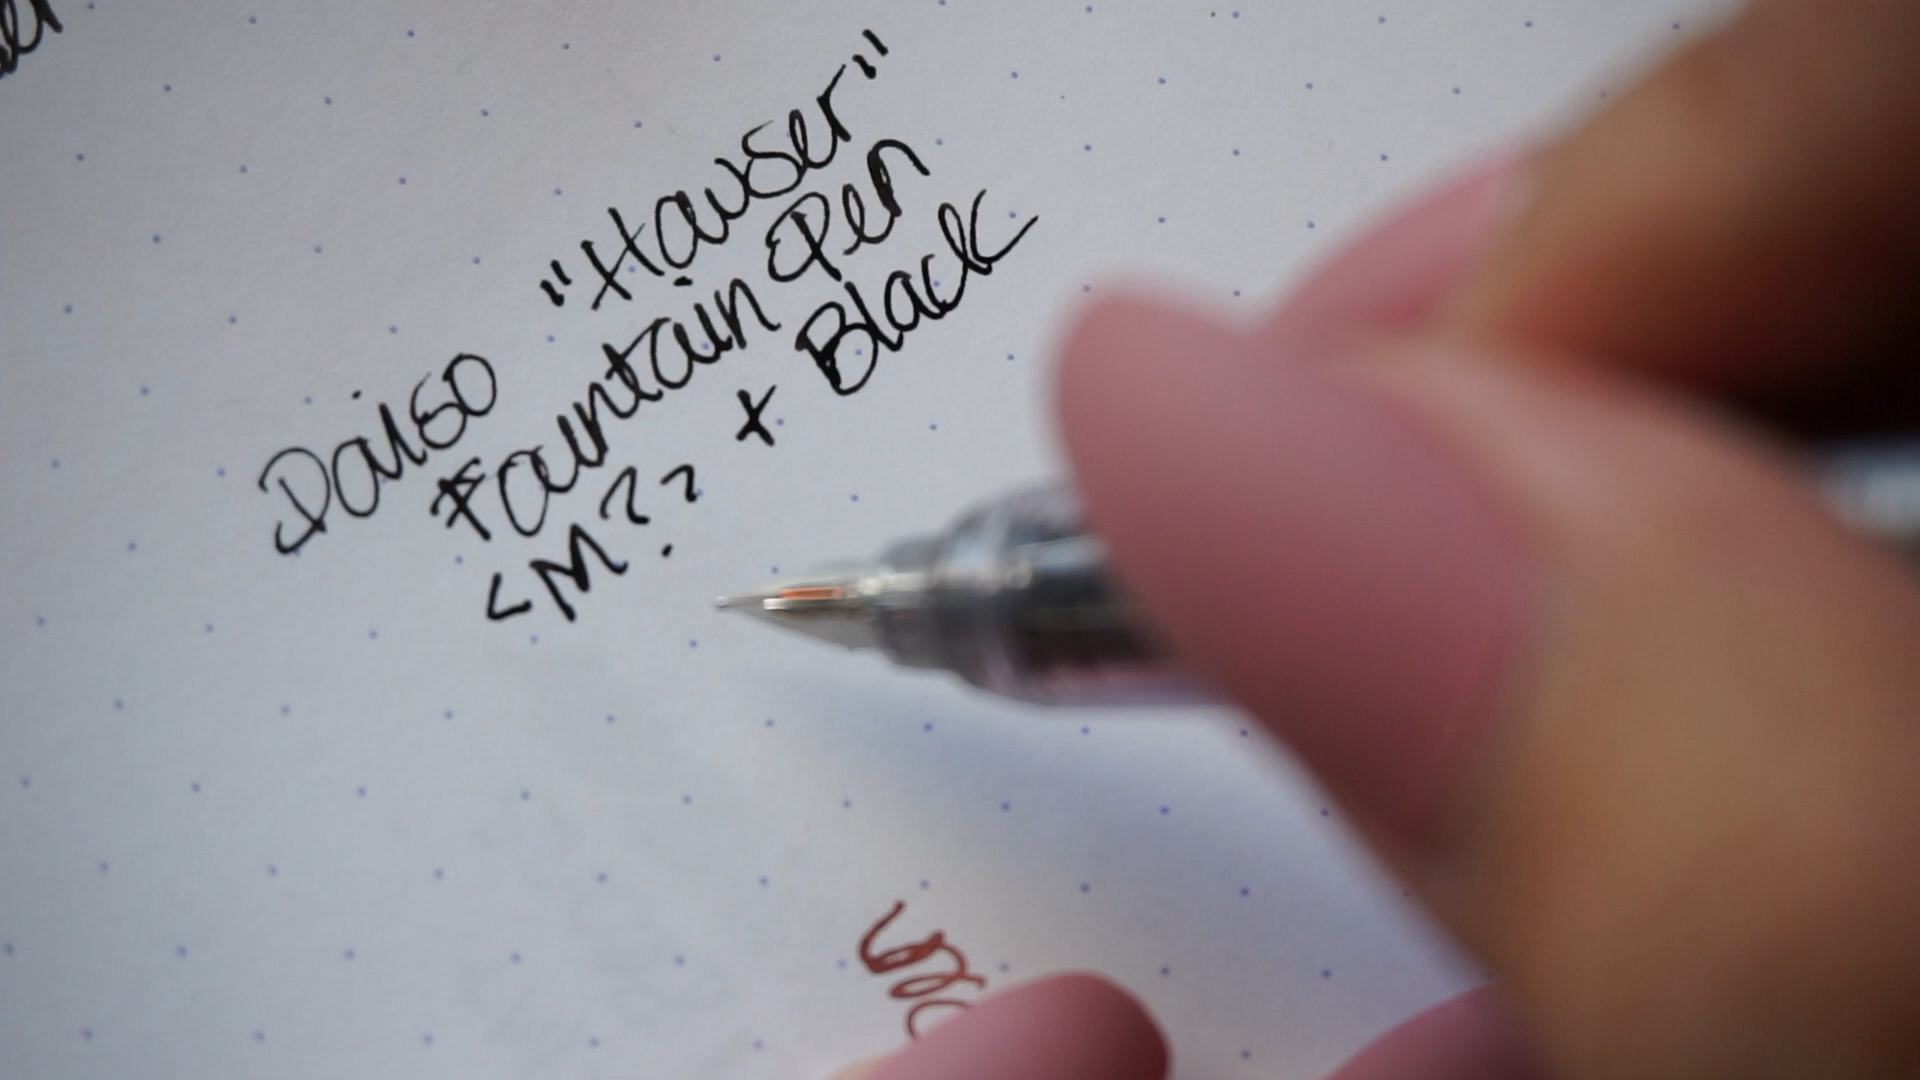 Daiso "Hauser"
Fountain Pen
<M?? + Black